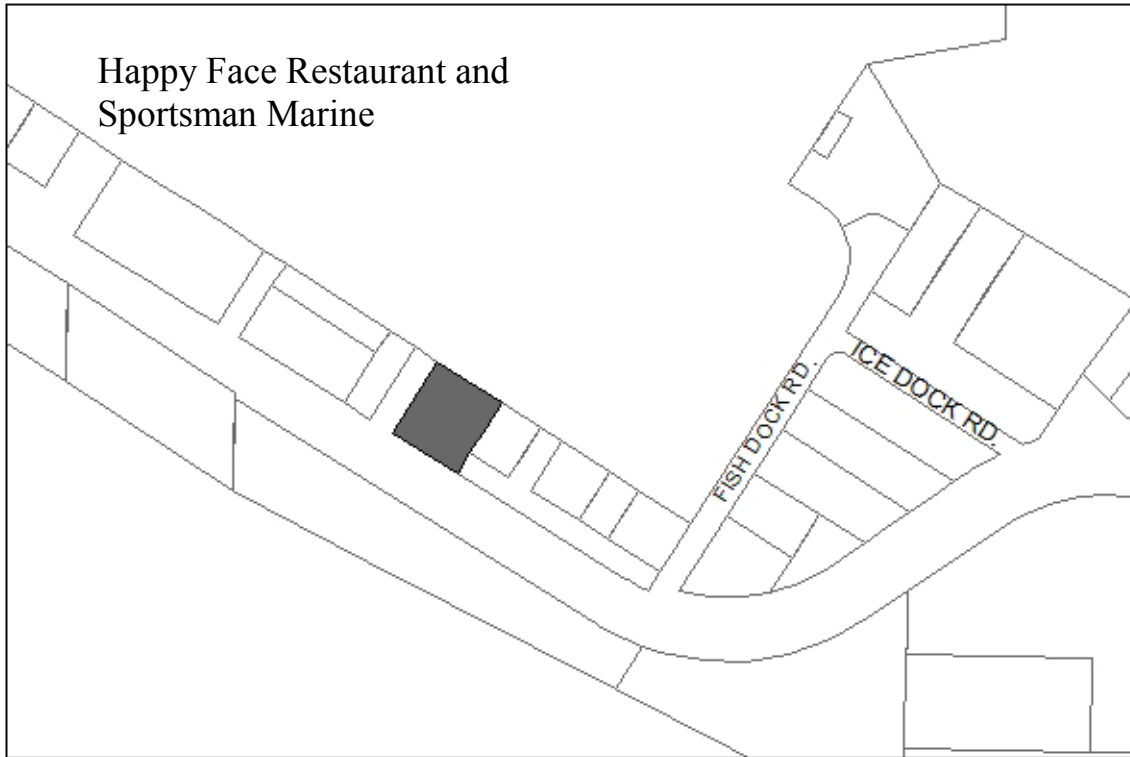 Happy Face Restaurant and
Sportsman Marine
ICE DOCK RD.
FISH DOCK RD.